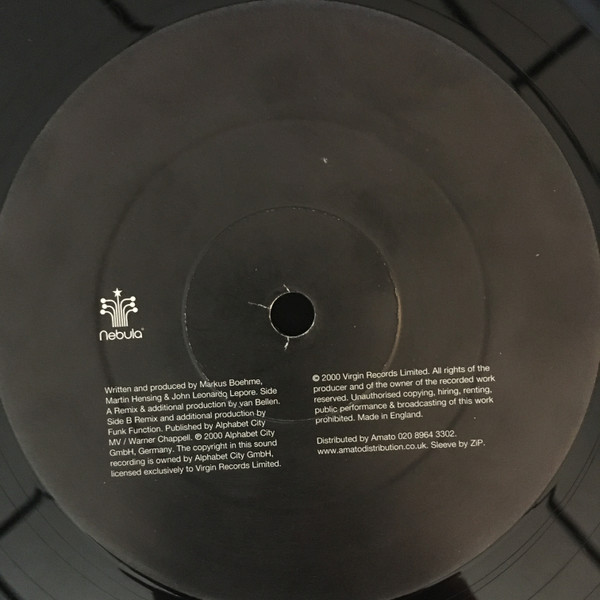 nebula
Written and produced by Markus Boehme,
Martin Hensing & John Leonardo Lepore. Side
A Remix & additional production by van Bellen.
Side B Remix and additional production by
Funk Function. Published by Alphabet City
MV / Warner Chappell. ℗ 2000 Alphabet City
GmbH, Germany. The copyright in this sound
recording is owned by Alphabet City GmbH,
licensed exclusively to Virgin Records Limited.
© 2000 Virgin Records Limited. All rights of the
producer and of the owner of the recorded work
reserved. Unauthorised copying, hiring, renting,
public performance & broadcasting of this work
prohibited. Made in England.
Distributed by Amato 020 8964 3302.
www.amatodistribution.co.uk. Sleeve by ZiP.